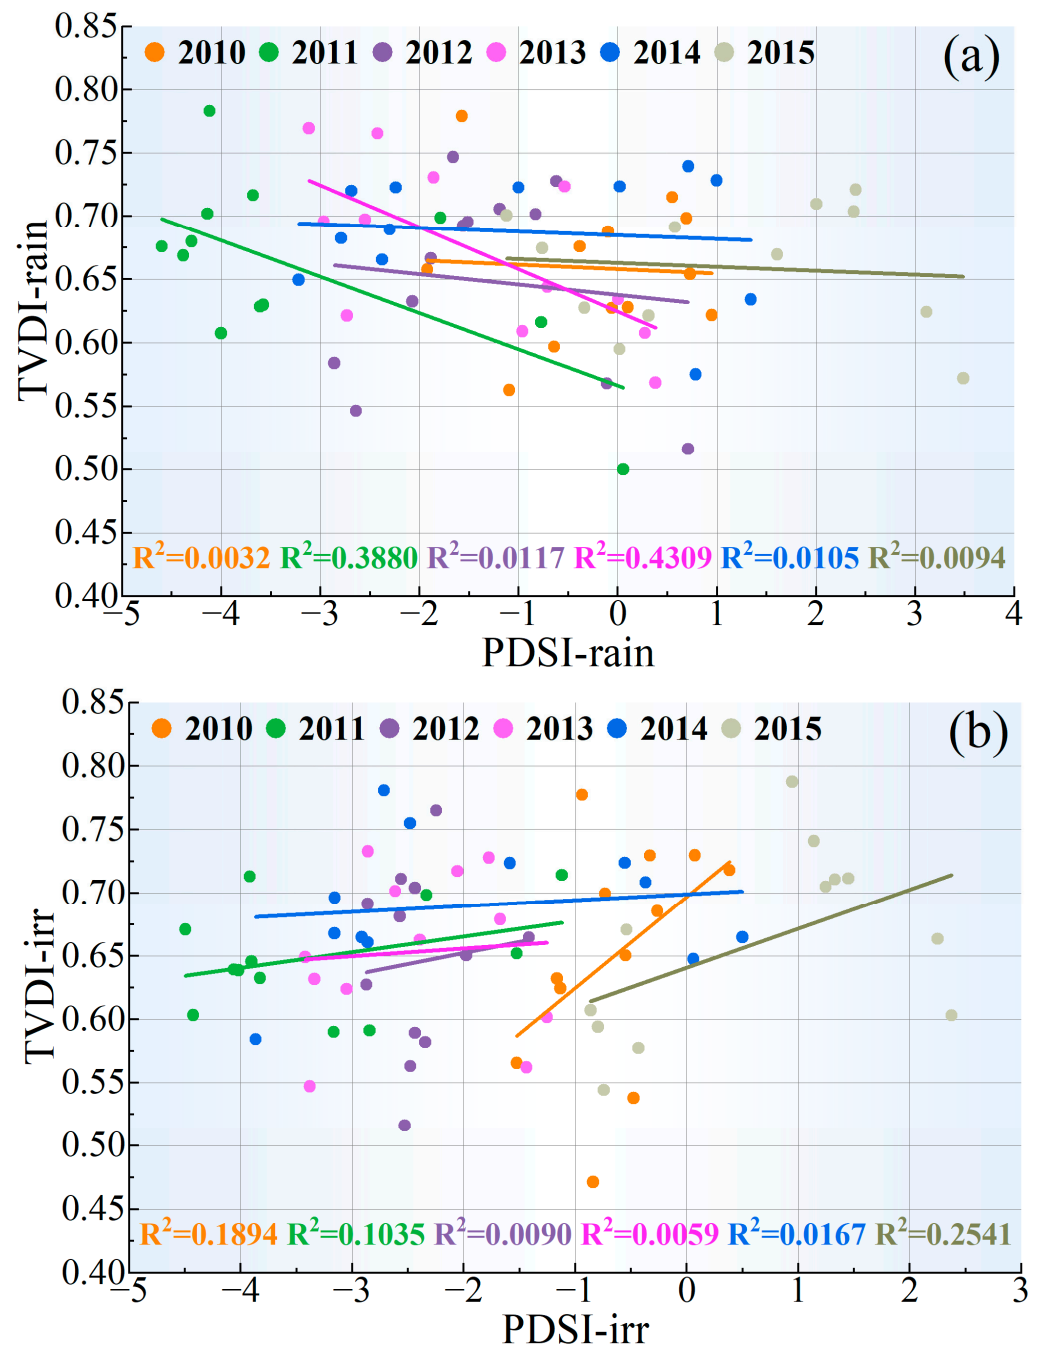 0.85
2010 2011 2012 2013 2014 2015 (a)
0.80
0.75
0.70
0.65
0.60
0.55
0.50
0.45
0.40
TVDI-rain
R²=0.0032 R²=0.3880 R²=0.0117 R²=0.4309 R²=0.0105 R²=0.0094
−5 −4 −3 −2 −1 0 1 2 3 4
PDSI-rain
0.85
2010 2011 2012 2013 2014 2015 (b)
0.80
0.75
0.70
0.65
0.60
0.55
0.50
0.45
0.40
TVDI-irr
R²=0.1894 R²=0.1035 R²=0.0090 R²=0.0059 R²=0.0167 R²=0.2541
−5 −4 −3 −2 −1 0 1 2 3
PDSI-irr